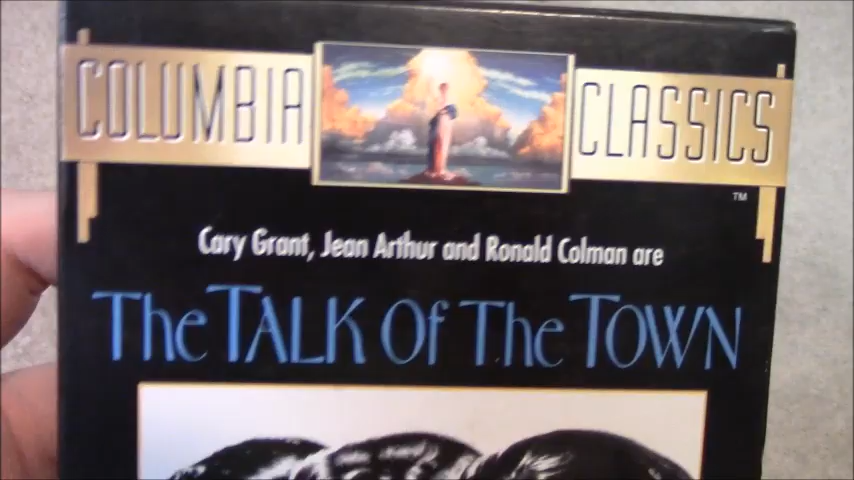 COLUMBIA CLASSICS
TM
Cary Grant, Jean Arthur and Ronald Colman are
The TALK Of The TOWN